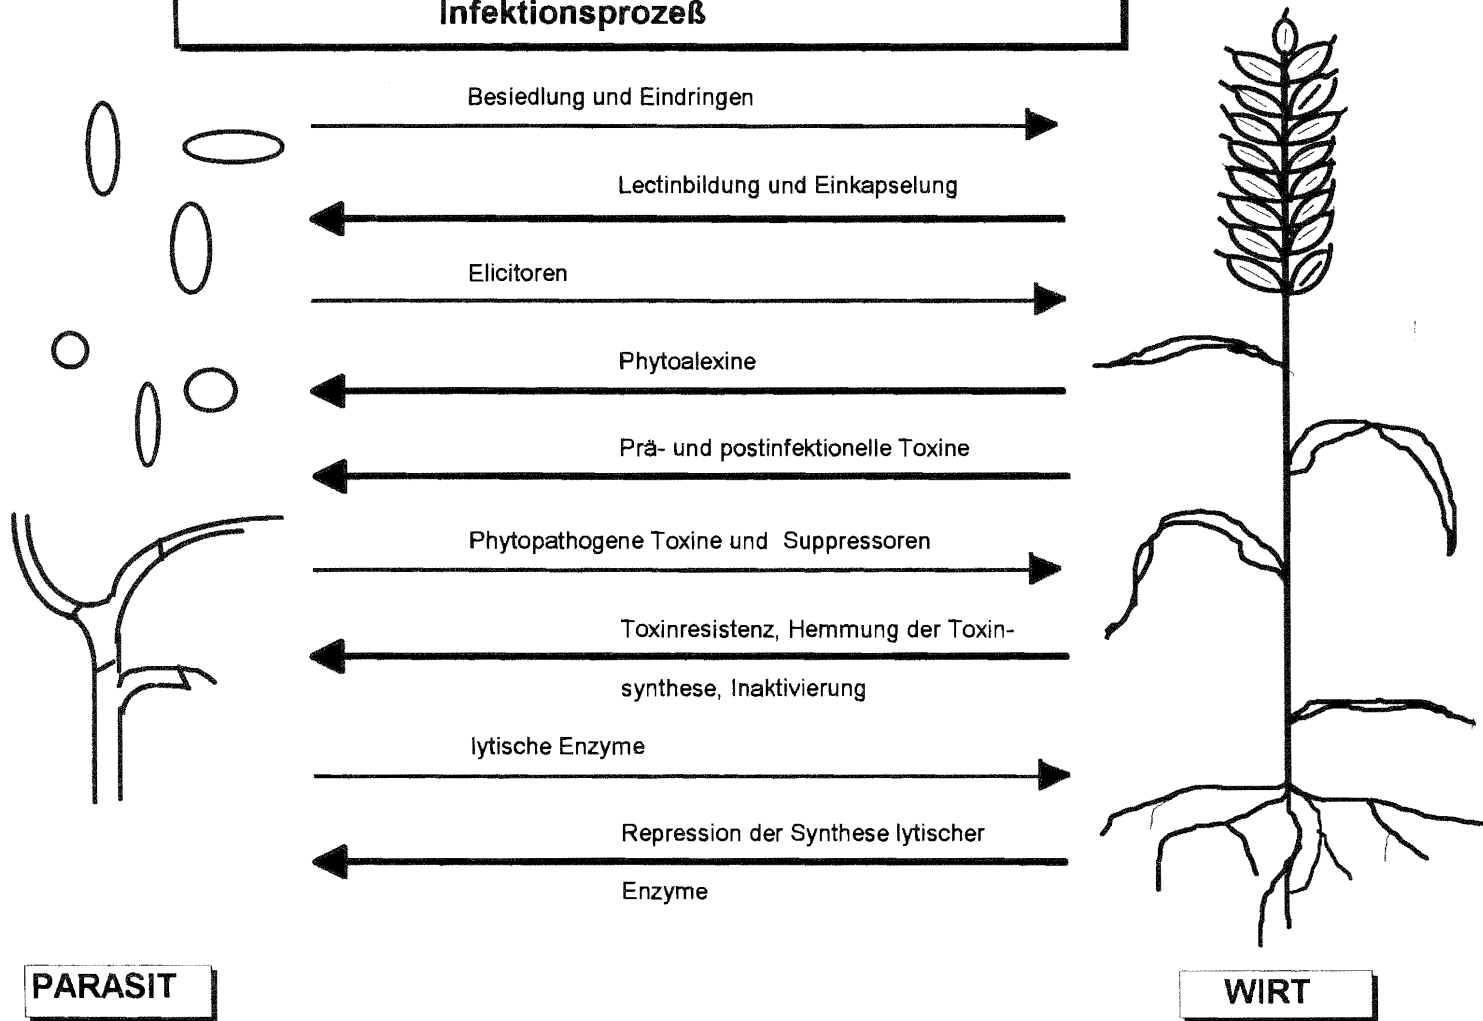 Infektionsprozeß
Besiedlung und Eindringen
Lectinbildung und Einkapselung
Elicitoren
Phytoalexine
Prä- und postinfektionelle Toxine
Phytopathogene Toxine und Suppressoren
Toxinresistenz, Hemmung der Toxin-
synthese, Inaktivierung
lytische Enzyme
Repression der Synthese lytischer
Enzyme
PARASIT
WIRT